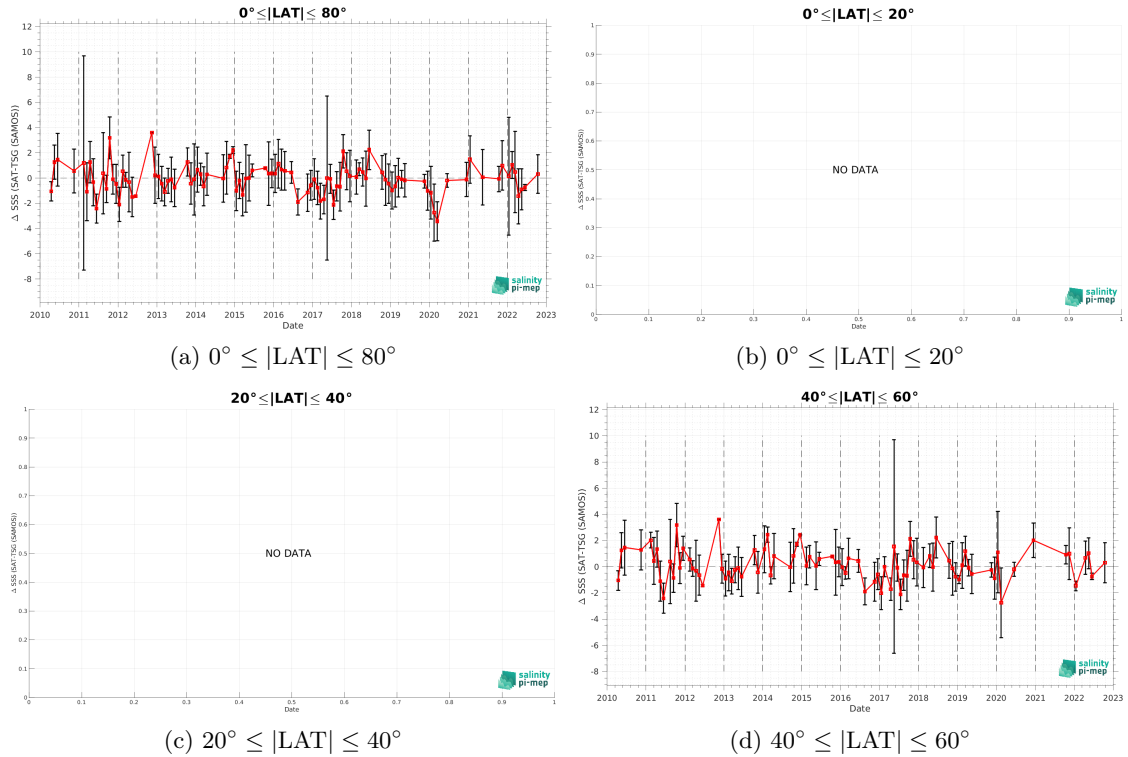 0°≤|LAT|≤ 80°
Δ SSS (SAT-TSG (SAMOS))
12
10
8
6
4
2
0
-2
-4
-6
-8
2010 2011 2012 2013 2014 2015 2016 2017 2018 2019 2020 2021 2022 2023
Date
salinity
pi-mep
(a) 0° ≤ |LAT| ≤ 80°
0°≤|LAT|≤ 20°
Δ SSS (SAT-TSG (SAMOS))
1
0.9
0.8
0.7
0.6
0.5
0.4
0.3
0.2
0.1
0
NO DATA
0 0.1 0.2 0.3 0.4 0.5 0.6 0.7 0.8 0.9 1
Date
salinity
pi-mep
(b) 0° ≤ |LAT| ≤ 20°
20°≤|LAT|≤ 40°
Δ SSS (SAT-TSG (SAMOS))
1
0.9
0.8
0.7
0.6
0.5
0.4
0.3
0.2
0.1
0
NO DATA
0 0.1 0.2 0.3 0.4 0.5 0.6 0.7 0.8 0.9 1
Date
salinity
pi-mep
(c) 20° ≤ |LAT| ≤ 40°
40°≤|LAT|≤ 60°
Δ SSS (SAT-TSG (SAMOS))
12
10
8
6
4
2
0
-2
-4
-6
-8
2010 2011 2012 2013 2014 2015 2016 2017 2018 2019 2020 2021 2022 2023
Date
salinity
pi-mep
(d) 40° ≤ |LAT| ≤ 60°